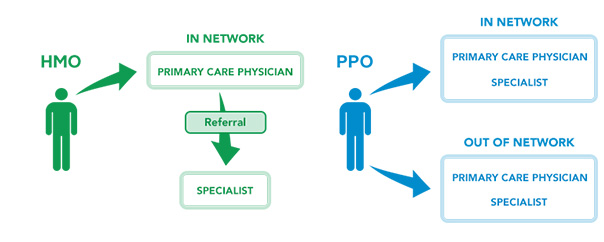 HMO
IN NETWORK
PRIMARY CARE PHYSICIAN
Referral
SPECIALIST
PPO
IN NETWORK
PRIMARY CARE PHYSICIAN
SPECIALIST
OUT OF NETWORK
PRIMARY CARE PHYSICIAN
SPECIALIST